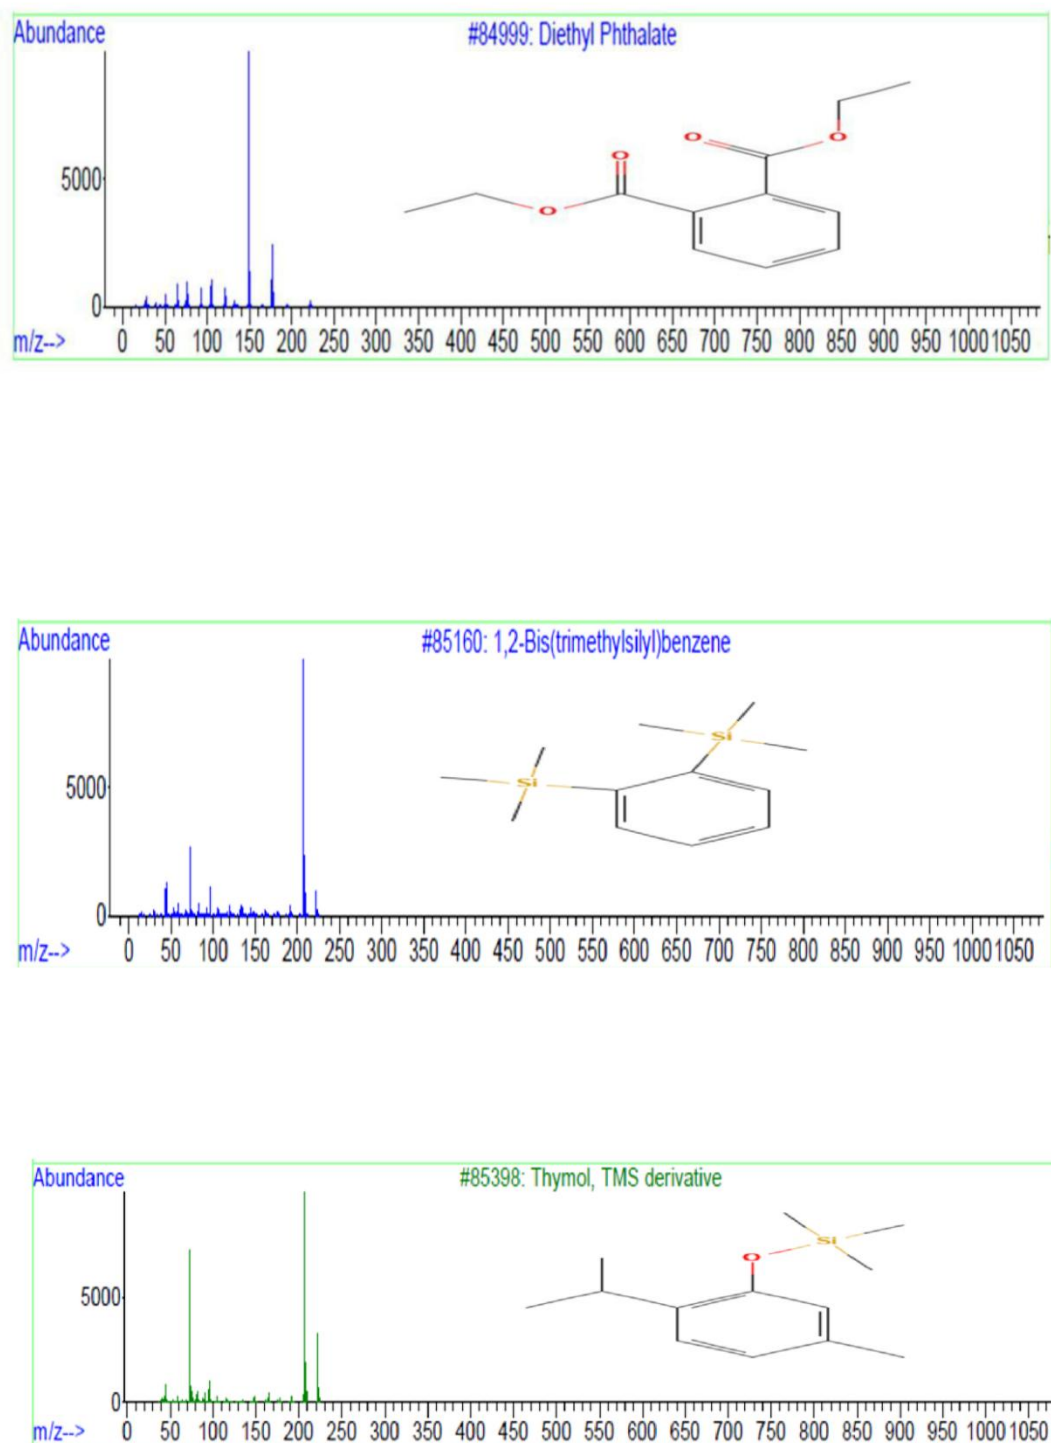 Abundance
#84999: Diethyl Phthalate
O
O
O
O
5000
0
m/z-->
0 50 100 150 200 250 300 350 400 450 500 550 600 650 700 750 800 850 900 950 1000 1050
Abundance
#85160: 1,2-Bis(trimethylsilyl)benzene
Si
Si
5000
0
m/z-->
0 50 100 150 200 250 300 350 400 450 500 550 600 650 700 750 800 850 900 950 1000 1050
Abundance
#85398: Thymol, TMS derivative
Si
O
5000
0
m/z-->
0 50 100 150 200 250 300 350 400 450 500 550 600 650 700 750 800 850 900 950 1000 1050